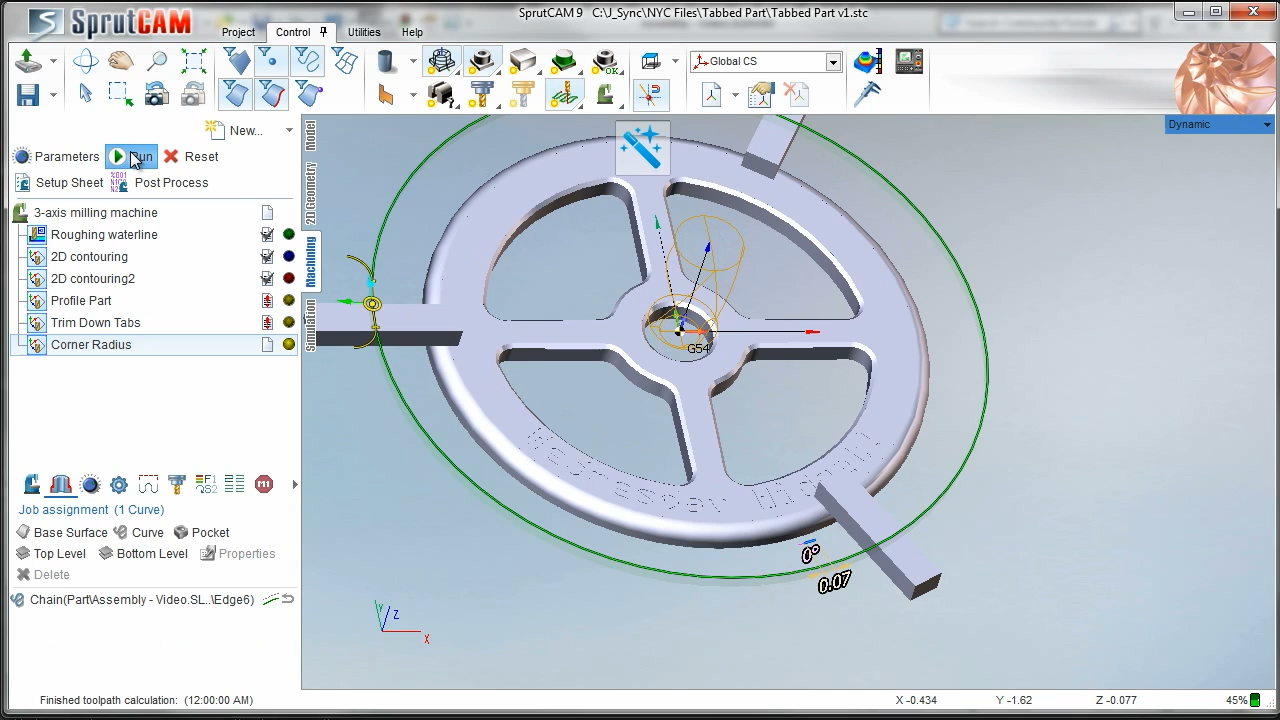 SprutCAM
SprutCAM 9 C:\J_Sync\NYC Files\Tabbed Part\Tabbed Part v1.stc
Project
Control
Utilities
Help
Global CS
OK
New...
Parameters
Run
Reset
Setup Sheet
Post Process
3-axis milling machine
Roughing waterline
2D contouring
2D contouring2
Profile Part
Trim Down Tabs
Corner Radius
Model
2D Geometry
Machining
Simulation
Dynamic
G54
0°
0.07
Y
Z
X
M1
Job assignment (1 Curve)
Base Surface
Curve
Pocket
Top Level
Bottom Level
Properties
Delete
Chain(Part\Assembly - Video.SL..\Edge6)
Finished toolpath calculation: (12:00:00 AM)
X -0.434
Y -1.62
Z -0.077
45%